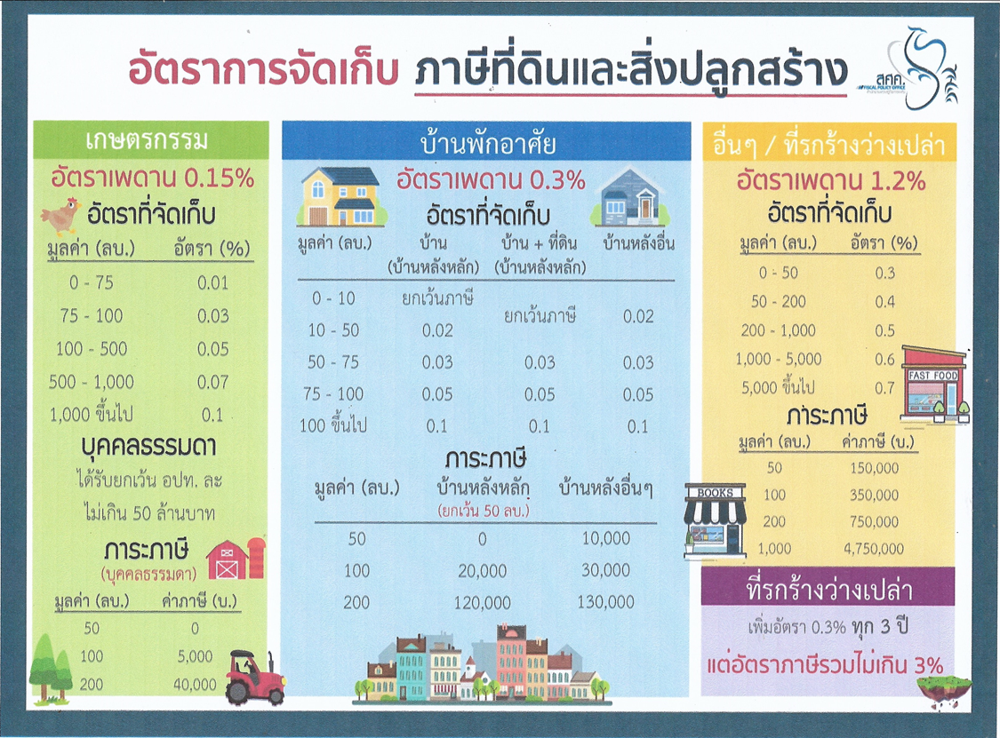 อัตราการจัดเก็บ ภาษีที่ดินและสิ่งปลูกสร้าง
สศค.
FISCAL POLICY OFFICE
เกษตรกรรม
อัตราเพดาน 0.15%
อัตราที่จัดเก็บ
มูลค่า (ลบ.) อัตรา (%)
0 - 75 0.01
75 - 100 0.03
100 - 500 0.05
500 - 1,000 0.07
1,000 ขึ้นไป 0.1
บุคคลธรรมดา
ได้รับยกเว้น อปท. ละ
ไม่เกิน 50 ล้านบาท
ภาระภาษี
(บุคคลธรรมดา)
มูลค่า (ลบ.) ค่าภาษี (บ.)
50 0
100 5,000
200 40,000
บ้านพักอาศัย
อัตราเพดาน 0.3%
อัตราที่จัดเก็บ
มูลค่า (ลบ.) บ้าน บ้าน + ที่ดิน บ้านหลังอื่น
(บ้านหลังหลัก) (บ้านหลังหลัก)
0 - 10 ยกเว้นภาษี
ยกเว้นภาษี 0.02
10 - 50 0.02
50 - 75 0.03 0.03 0.03
75 - 100 0.05 0.05 0.05
100 ขึ้นไป 0.1 0.1 0.1
ภาระภาษี
มูลค่า (ลบ.) บ้านหลังหลัก บ้านหลังอื่นๆ
(ยกเว้น 50 ลบ.)
50 0 10,000
100 20,000 30,000
200 120,000 130,000
อื่นๆ / ที่รกร้างว่างเปล่า
อัตราเพดาน 1.2%
อัตราที่จัดเก็บ
มูลค่า (ลบ.) อัตรา (%)
0 - 50 0.3
50 - 200 0.4
200 - 1,000 0.5
1,000 - 5,000 0.6
5,000 ขึ้นไป 0.7
FAST FOOD
ภาระภาษี
มูลค่า (ลบ.) ค่าภาษี (บ.)
50 150,000
100 350,000
200 750,000
1,000 4,750,000
BOOKS
ที่รกร้างว่างเปล่า
เพิ่มอัตรา 0.3% ทุก 3 ปี
แต่อัตราภาษีรวมไม่เกิน 3%